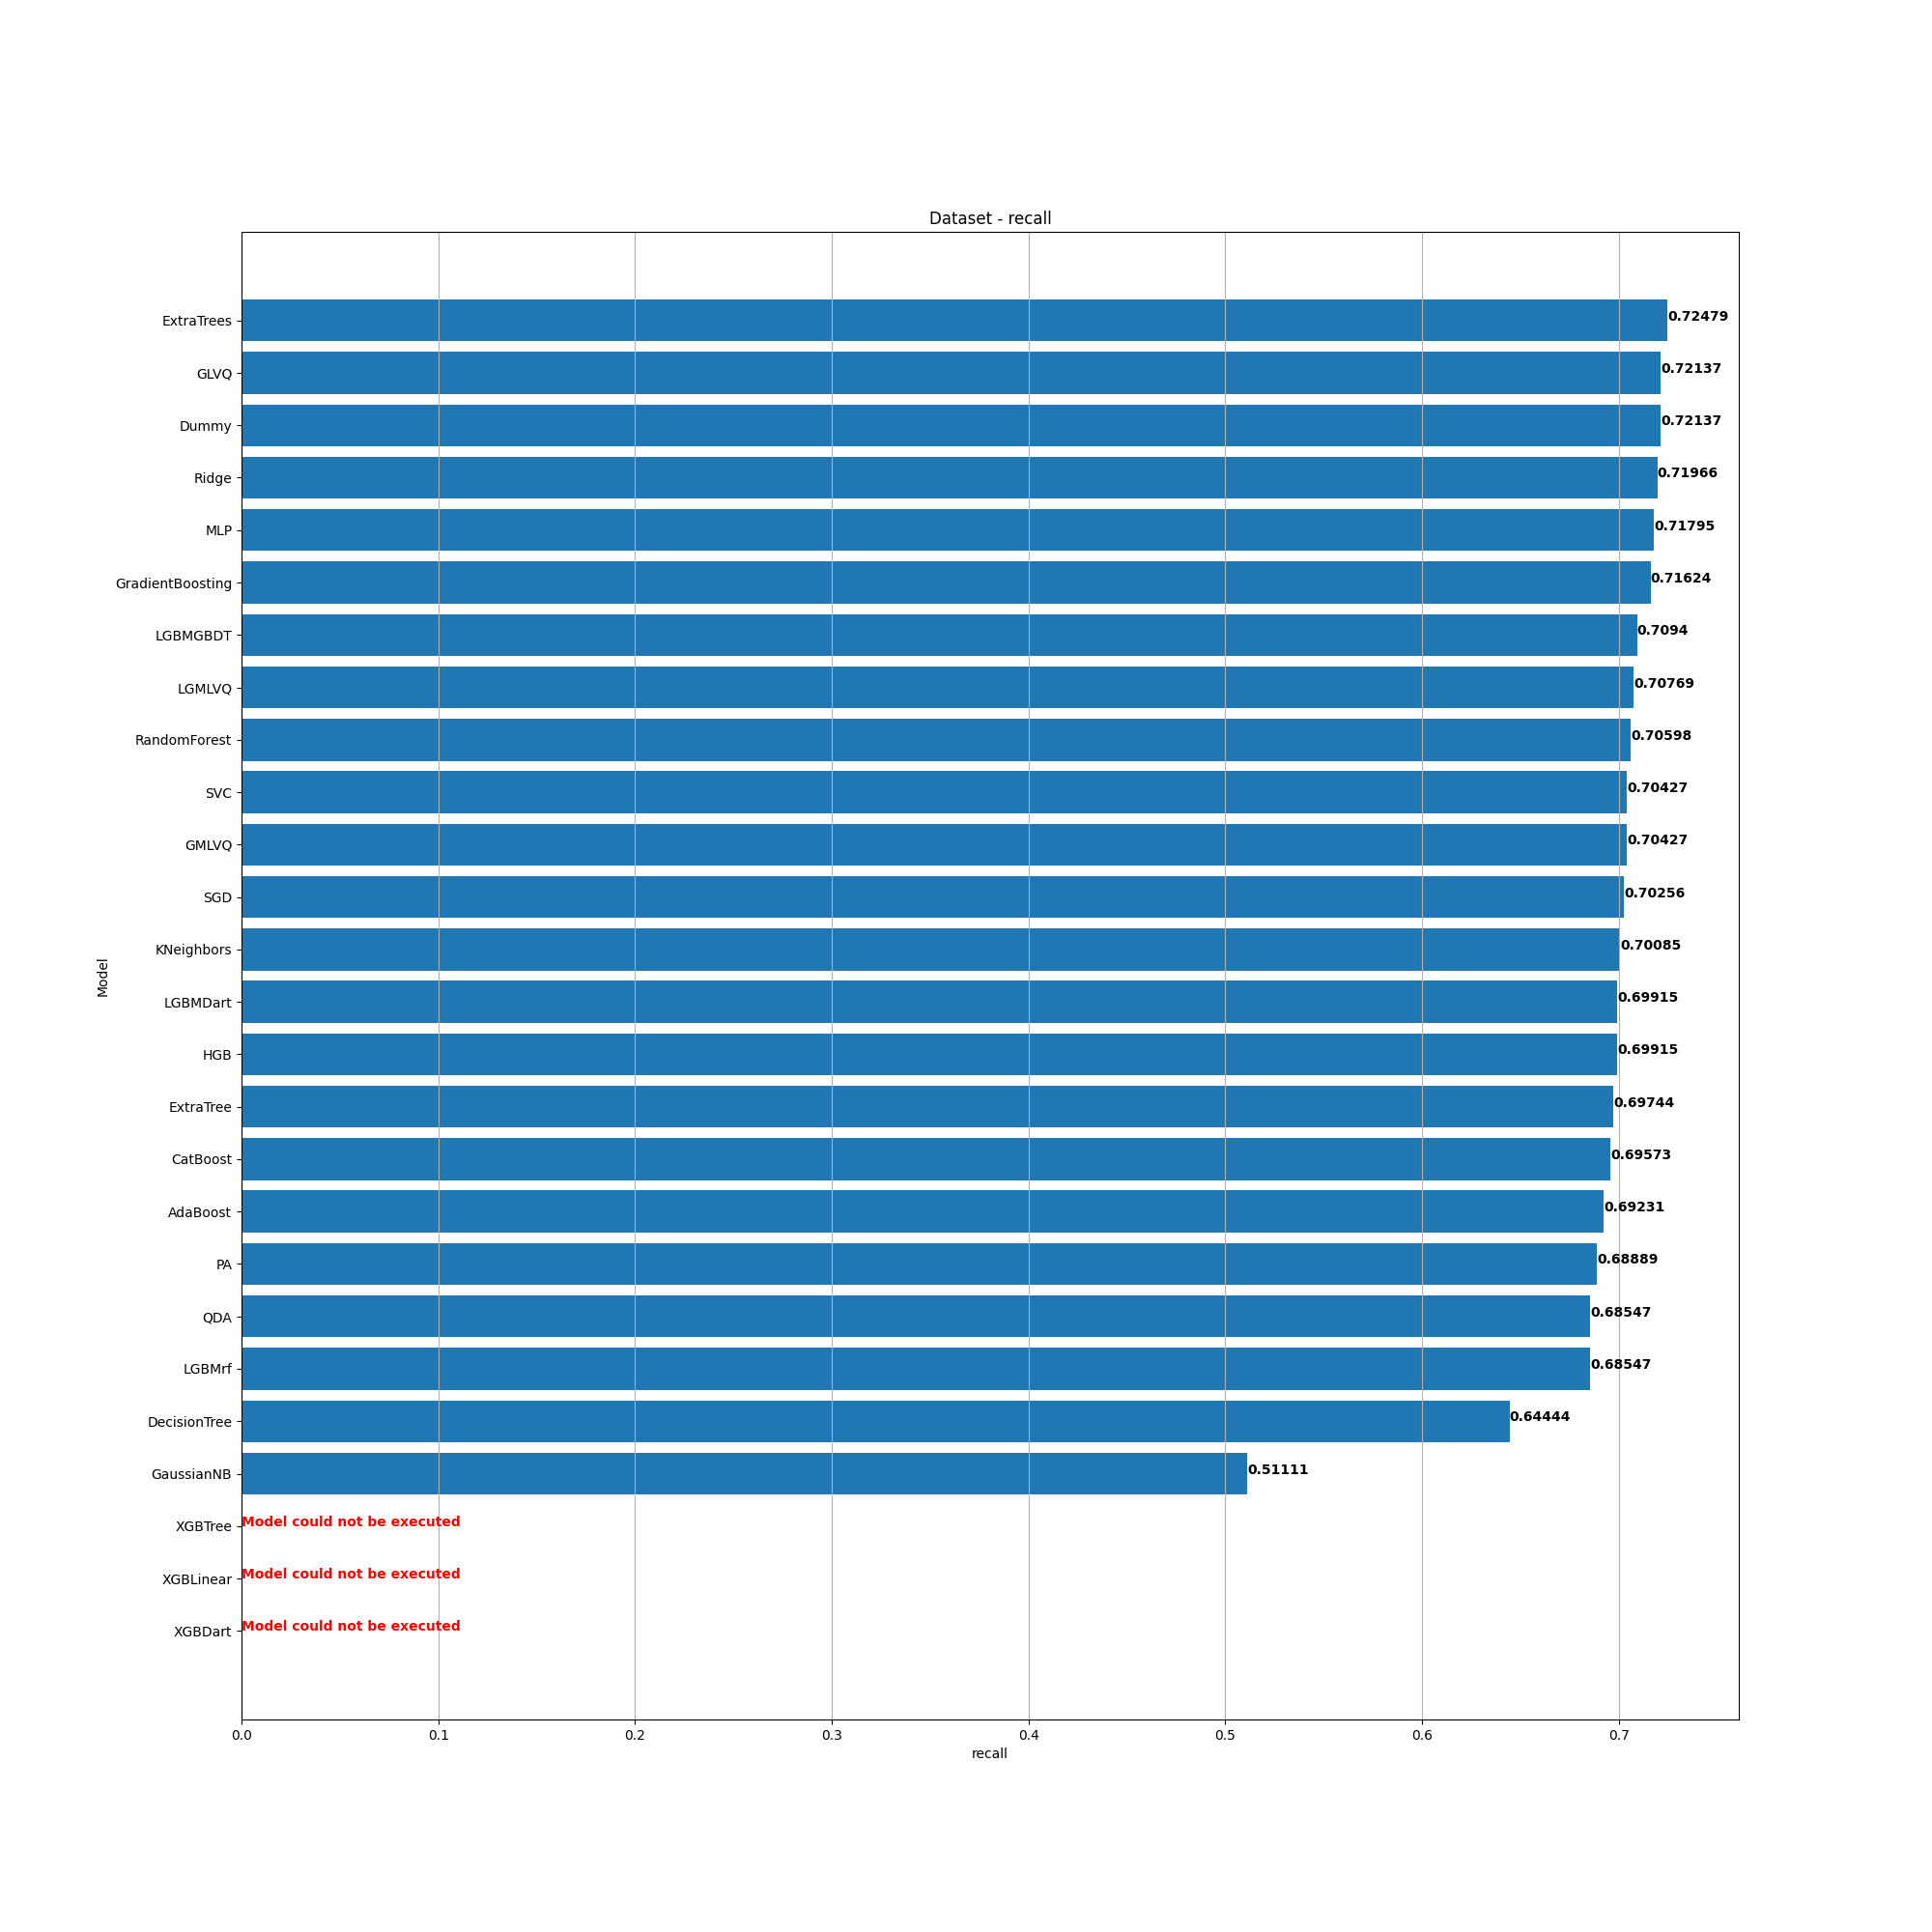 Dataset - recall
ExtraTrees 0.72479
GLVQ 0.72137
Dummy 0.72137
Ridge 0.71966
MLP 0.71795
GradientBoosting 0.71624
LGBMGBDT 0.7094
LGMLVQ 0.70769
RandomForest 0.70598
SVC 0.70427
GMLVQ 0.70427
SGD 0.70256
KNeighbors 0.70085
LGBMDart 0.69915
HGB 0.69915
ExtraTree 0.69744
CatBoost 0.69573
AdaBoost 0.69231
PA 0.68889
QDA 0.68547
LGBMrf 0.68547
DecisionTree 0.64444
GaussianNB 0.51111
XGBTree Model could not be executed
XGBLinear Model could not be executed
XGBDart Model could not be executed
Model
0.0 0.1 0.2 0.3 0.4 0.5 0.6 0.7
recall